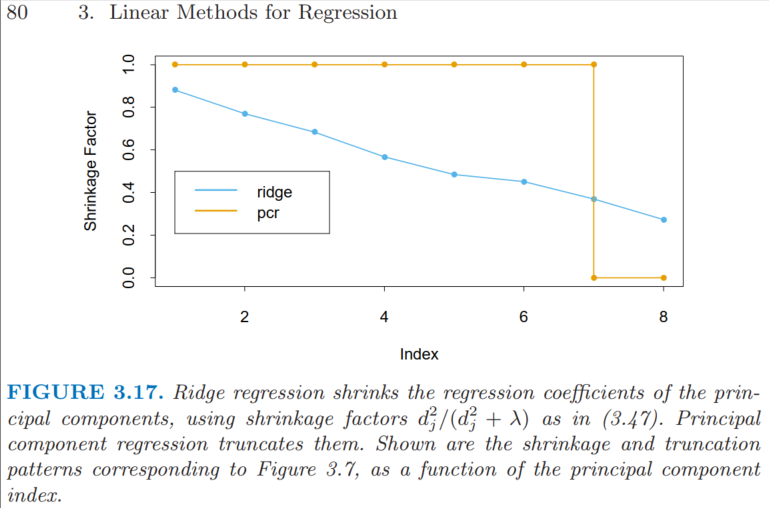 80 3. Linear Methods for Regression
Shrinkage Factor
1.0
0.8
0.6
0.4
0.2
0.0
ridge
pcr
2 4 6 8
Index
FIGURE 3.17. Ridge regression shrinks the regression coefficients of the prin-
cipal components, using shrinkage factors d_j^2/(d_j^2 + λ) as in (3.47). Principal
component regression truncates them. Shown are the shrinkage and truncation
patterns corresponding to Figure 3.7, as a function of the principal component
index.